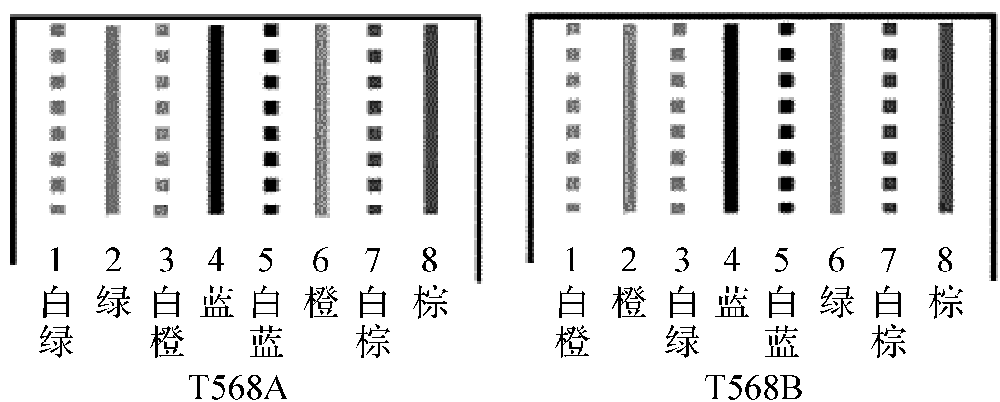 1 2 3 4 5 6 7 8
白绿 绿 白橙 蓝 白蓝 橙 白棕 棕
T568A
1 2 3 4 5 6 7 8
白橙 橙 白绿 蓝 白蓝 绿 白棕 棕
T568B